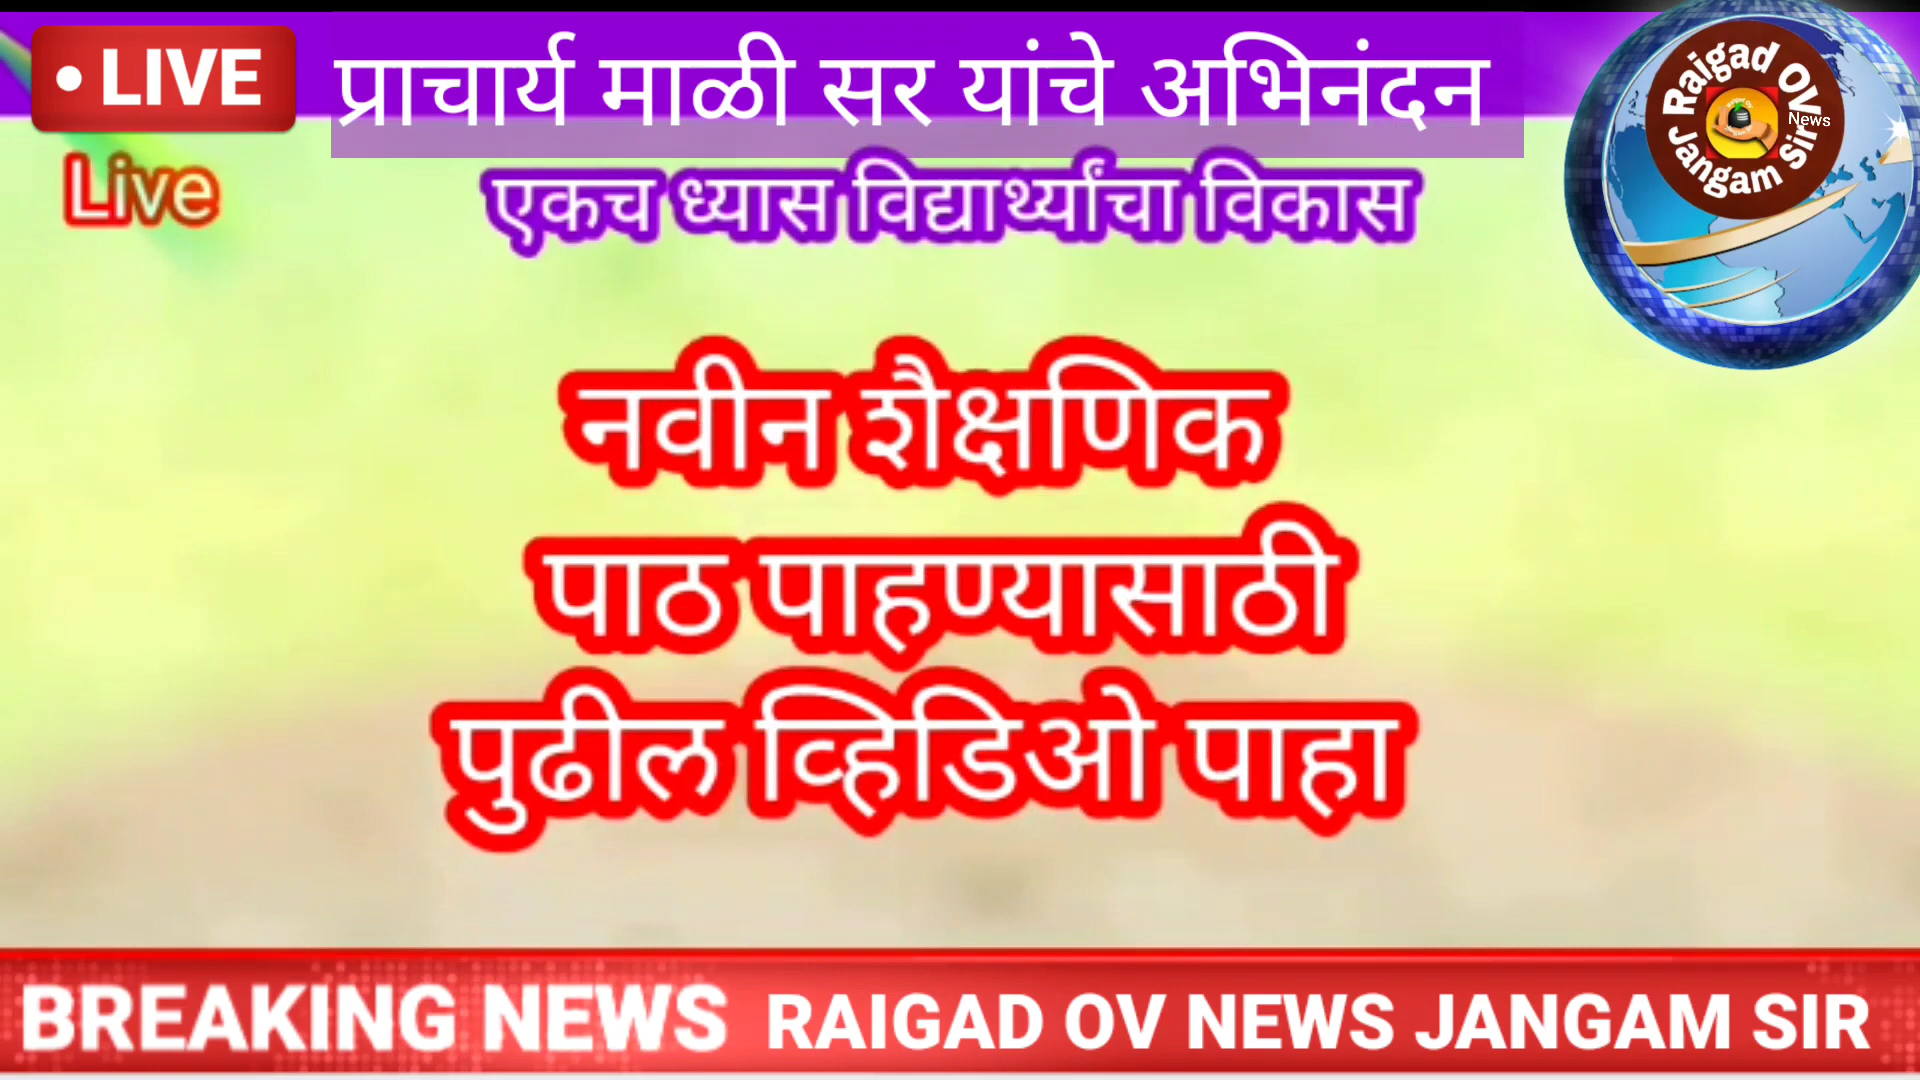 • LIVE प्राचार्य माळी सर यांचे अभिनंदन
Raigad OV
News
Jangam Sir
Live
एकच ध्यास विद्यार्थ्यांचा विकास
नवीन शैक्षणिक
पाठ पाहण्यासाठी
पुढील व्हिडिओ पाहा
BREAKING NEWS RAIGAD OV NEWS JANGAM SIR